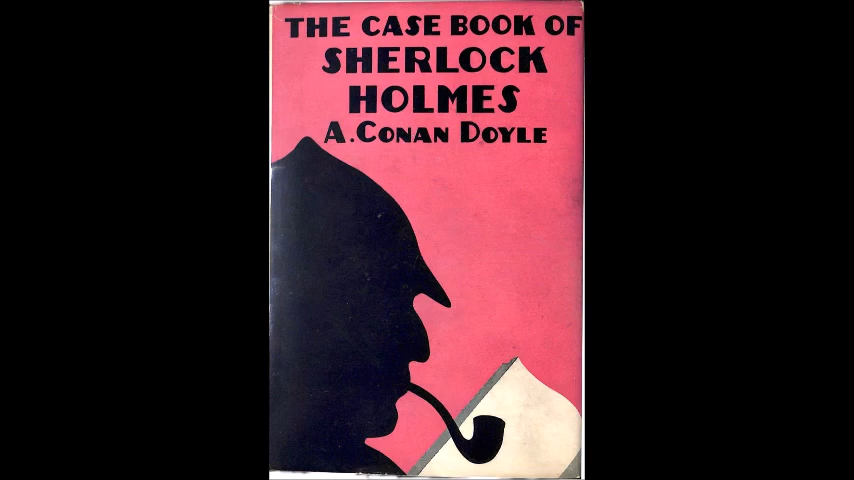 THE CASE BOOK OF
SHERLOCK
HOLMES
A. CONAN DOYLE